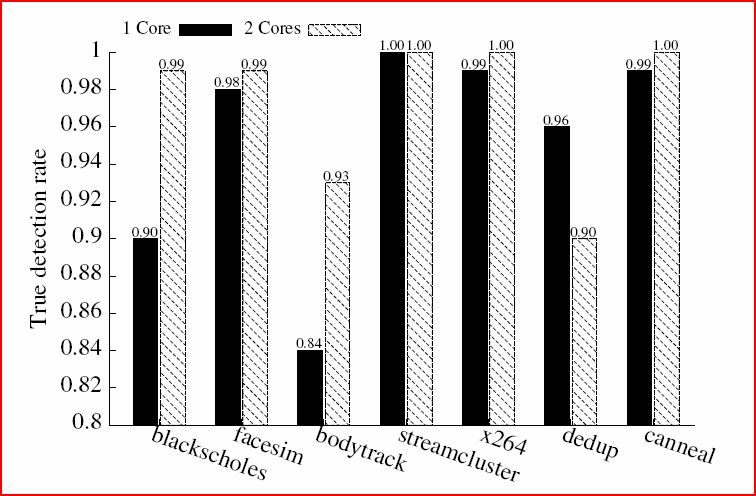 1 Core 2 Cores
True detection rate
1
0.98
0.96
0.94
0.92
0.9
0.88
0.86
0.84
0.82
0.8
0.90 0.99
0.98 0.99
0.84 0.93
1.00 1.00
0.99 1.00
0.96 0.90
0.99 1.00
blackscholes
facesim
bodytrack
streamcluster
x264
dedup
canneal